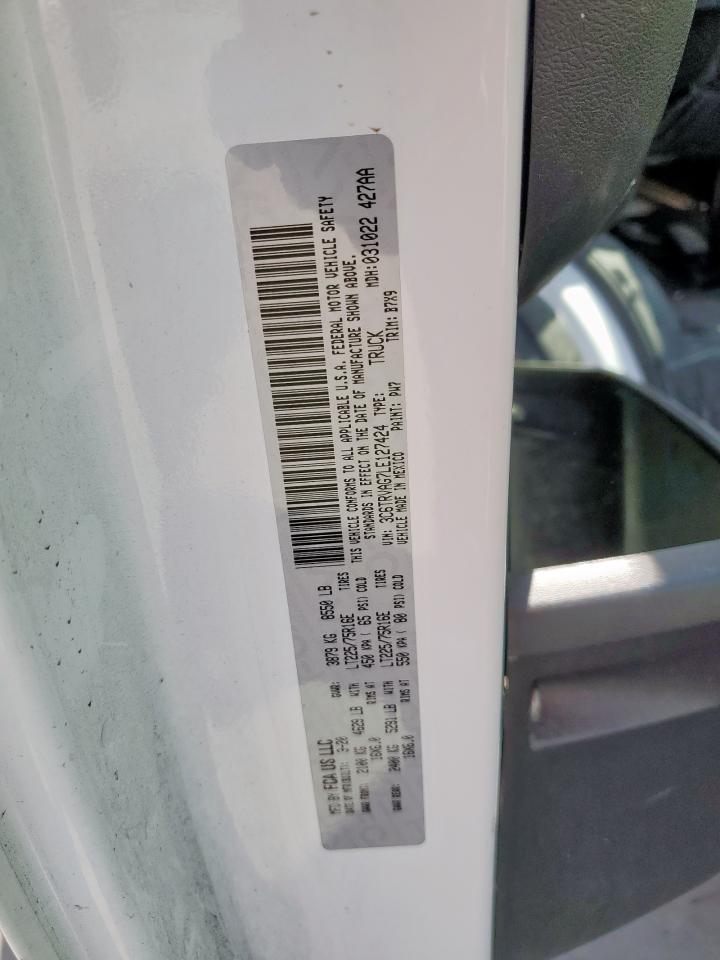 MFD BY FCA US LLC
DATE OF MFR(MULT): 3-20 GVWR: 3879 KG 8550 LB
GAWR FRONT: 2100 KG 4629 LB WITH LT225/75R16E TIRES
16X6.0 RIMS AT 450 KPA ( 65 PSI) COLD
GAWR REAR: 2400 KG 5291 LB WITH LT225/75R16E TIRES
16X6.0 RIMS AT 550 KPA ( 80 PSI) COLD
THIS VEHICLE CONFORMS TO ALL APPLICABLE U.S.A. FEDERAL MOTOR VEHICLE SAFETY
STANDARDS IN EFFECT ON THE DATE OF MANUFACTURE SHOWN ABOVE.
VIN: 3C6TRVAG7LE127424 TYPE: TRUCK MDH: 031022 427AA
VEHICLE MADE IN MEXICO PAINT: PW7 TRIM: B7X9